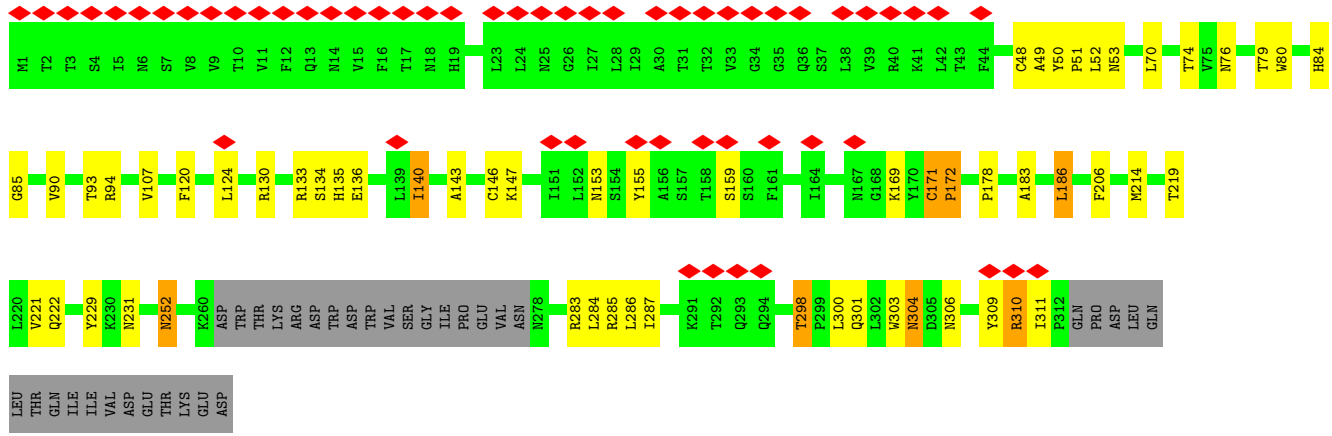 M1 T2 T3 S4 I5 N6 S7 V8 V9 T10 V11 F12 Q13 N14 V15 F16 T17 N18 H19 L23 L24 N25 G26 I27 L28 I29 A30 T31 T32 V33 G34 G35 Q36 S37 L38 V39 R40 K41 L42 T43 F44 C48 A49 Y50 P51 L52 N53 L70 T74 V75 N76 T79 W80 H84
G85 V90 T93 R94 V107 F120 L124 R130 R133 S134 H135 E136 L139 I140 A143 C146 K147 I151 L152 N153 S154 Y155 A156 S157 T158 S159 S160 F161 I164 N167 G168 K169 Y170 C171 P172 P178 A183 L186 F206 M214 T219
L220 V221 Q222 Y229 K230 N231 N252 K260 ASP TRP THR LYS ARG ASP TRP ASP TRP VAL SER GLY ILE PRO GLU VAL ASN N278 R283 L284 R285 L286 I287 K291 T292 Q293 Q294 T298 P299 L300 Q301 L302 W303 N304 D305 N306 Y309 R310 I311 P312 GLN PRO ASP LEU GLN
LEU THR GLN ILE ILE VAL ASP GLU THR LYS GLU ASP